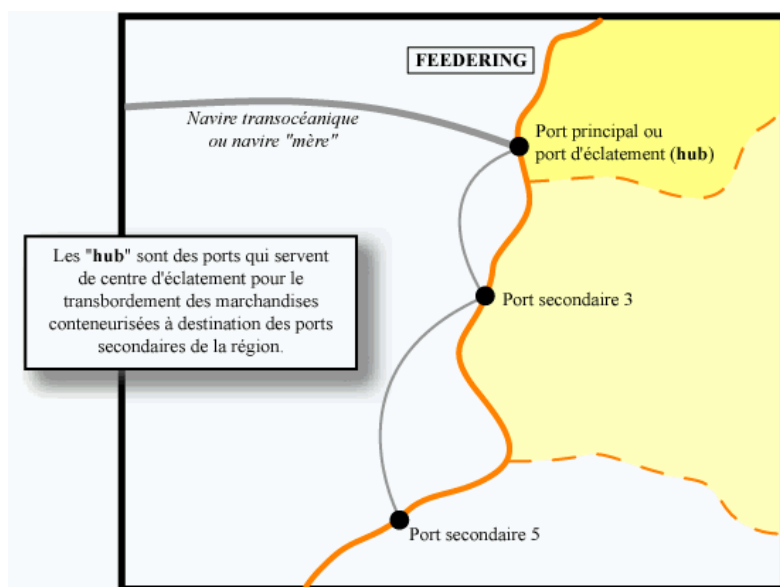 FEEDERING
Navire transocéanique
ou navire "mère"
Port principal ou
port d'éclatement (hub)
Les "hub" sont des ports qui servent
de centre d'éclatement pour le
transbordement des marchandises
conteneurisées à destination des ports
secondaires de la région.
Port secondaire 3
Port secondaire 5